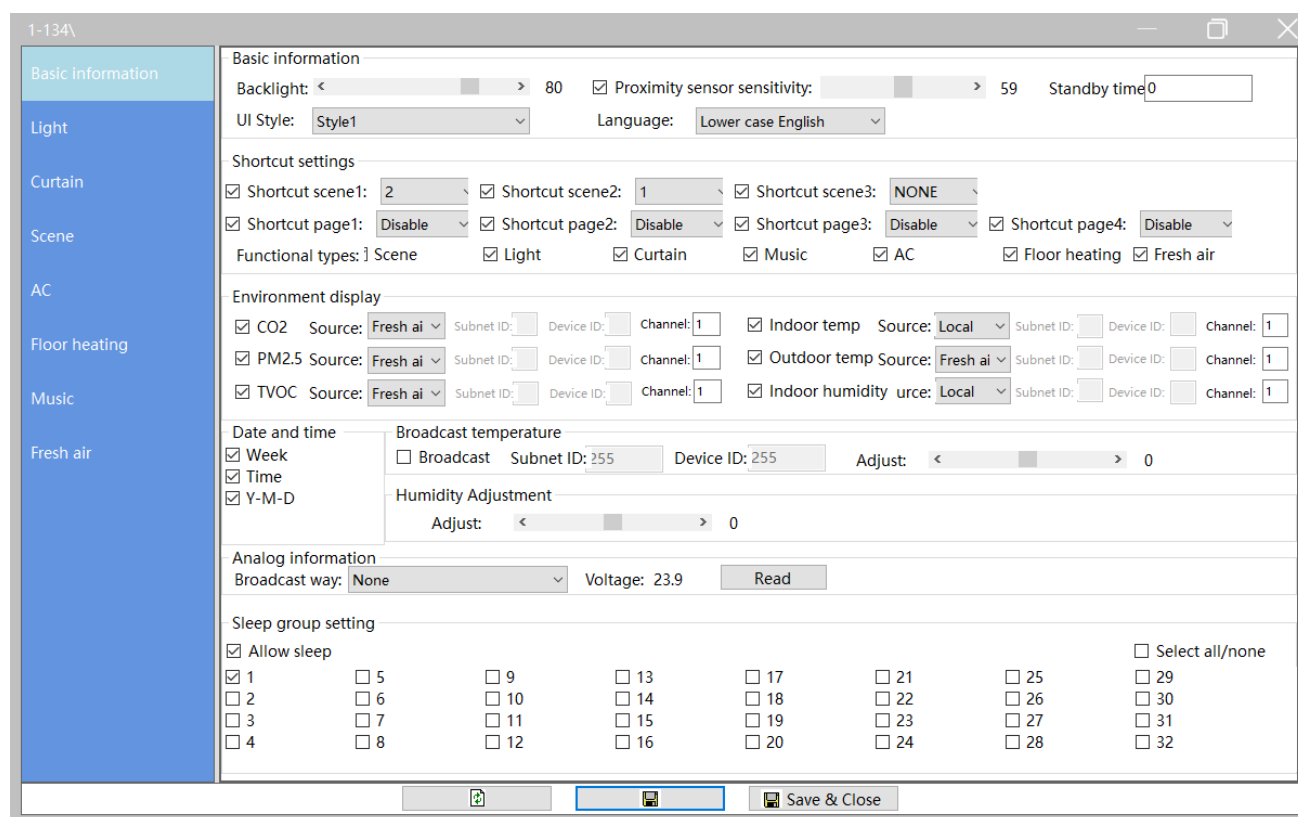 1-134\
Basic information
Light
Curtain
Scene
AC
Floor heating
Music
Fresh air
Basic information
Backlight: 80 Proximity sensor sensitivity: 59 Standby time 0
UI Style: Style1 Language: Lower case English
Shortcut settings
Shortcut scene1: 2 Shortcut scene2: 1 Shortcut scene3: NONE
Shortcut page1: Disable Shortcut page2: Disable Shortcut page3: Disable Shortcut page4: Disable
Functional types: Scene Light Curtain Music AC Floor heating Fresh air
Environment display
CO2 Source: Fresh ai Subnet ID: Device ID: Channel: 1 Indoor temp Source: Local Subnet ID: Device ID: Channel: 1
PM2.5 Source: Fresh ai Subnet ID: Device ID: Channel: 1 Outdoor temp Source: Fresh ai Subnet ID: Device ID: Channel: 1
TVOC Source: Fresh ai Subnet ID: Device ID: Channel: 1 Indoor humidity urce: Local Subnet ID: Device ID: Channel: 1
Date and time
Week
Time
Y-M-D
Broadcast temperature
Broadcast Subnet ID: 255 Device ID: 255 Adjust: 0
Humidity Adjustment
Adjust: 0
Analog information
Broadcast way: None Voltage: 23.9 Read
Sleep group setting
Allow sleep Select all/none
1 5 9 13 17 21 25 29
2 6 10 14 18 22 26 30
3 7 11 15 19 23 27 31
4 8 12 16 20 24 28 32
Save & Close